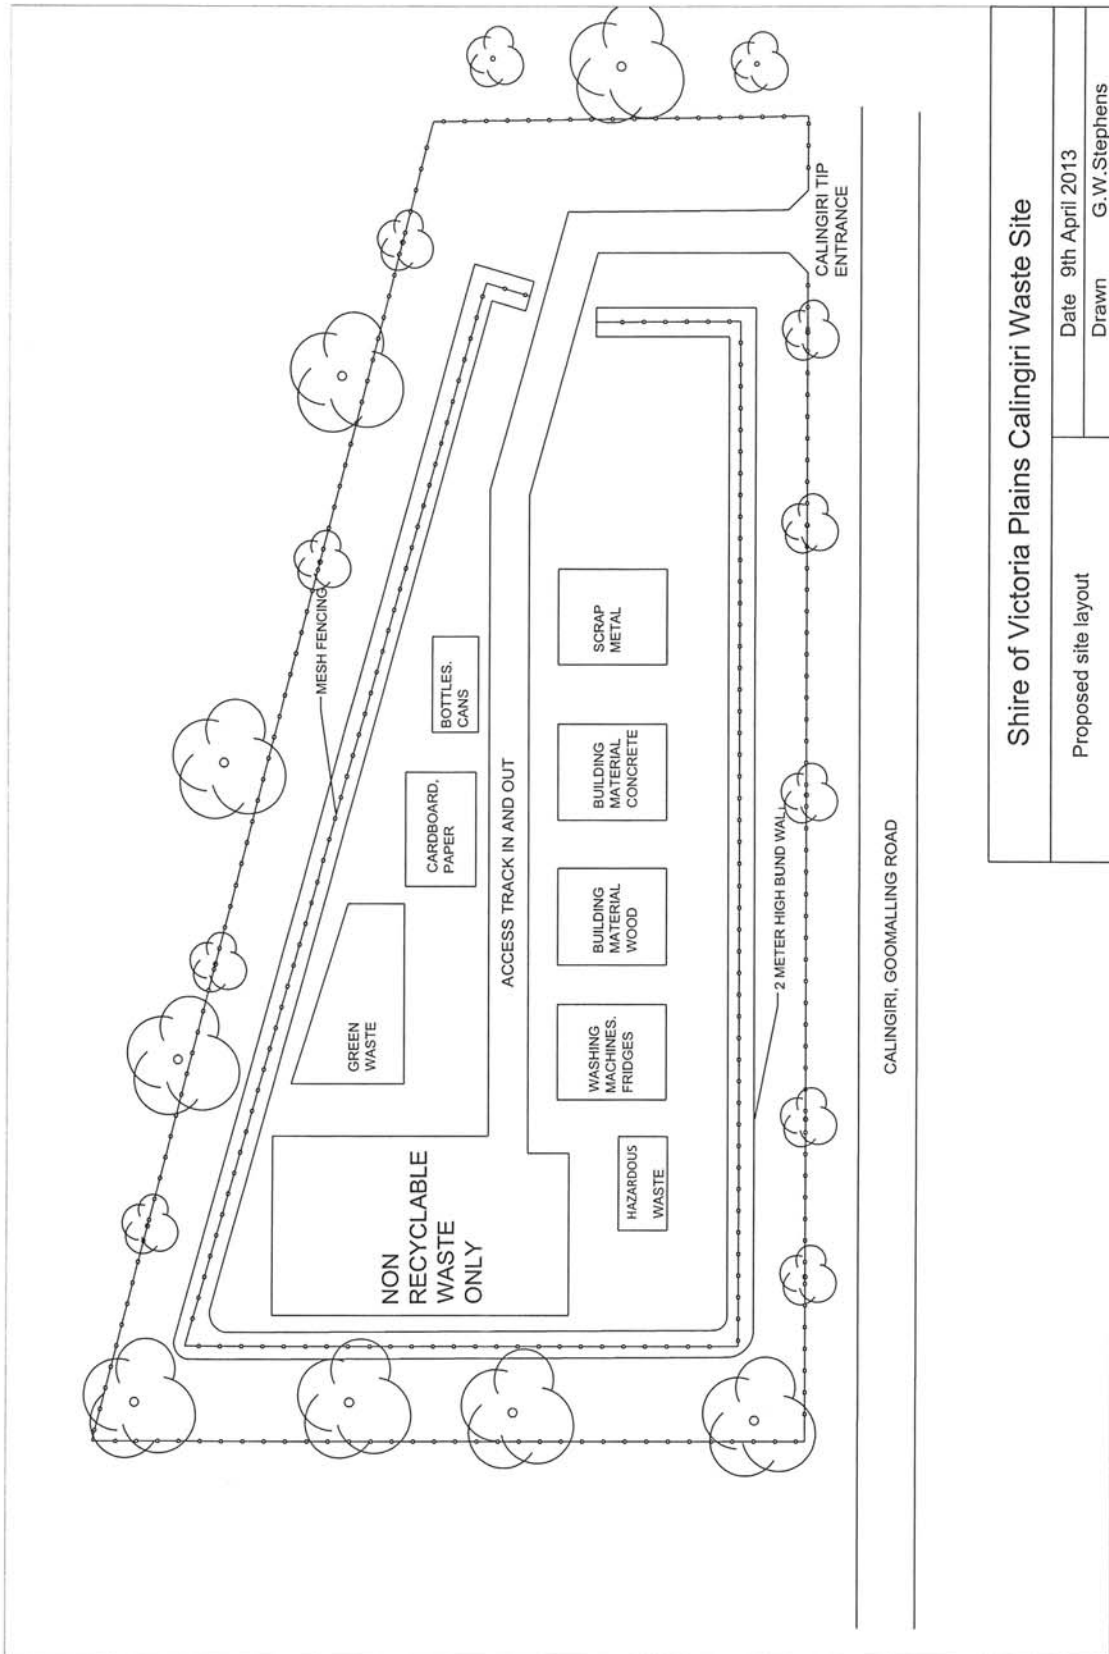 MESH FENCING
BOTTLES.
CANS
CARDBOARD,
PAPER
GREEN
WASTE
NON
RECYCLABLE
WASTE
ONLY
ACCESS TRACK IN AND OUT
SCRAP
METAL
BUILDING
MATERIAL
CONCRETE
BUILDING
MATERIAL
WOOD
WASHING
MACHINES.
FRIDGES
HAZARDOUS
WASTE
2 METER HIGH BUND WALL
CALINGIRI TIP
ENTRANCE
CALINGIRI, GOOMALLING ROAD
Shire of Victoria Plains Calingiri Waste Site
Proposed site layout
Date 9th April 2013
Drawn G.W.Stephens